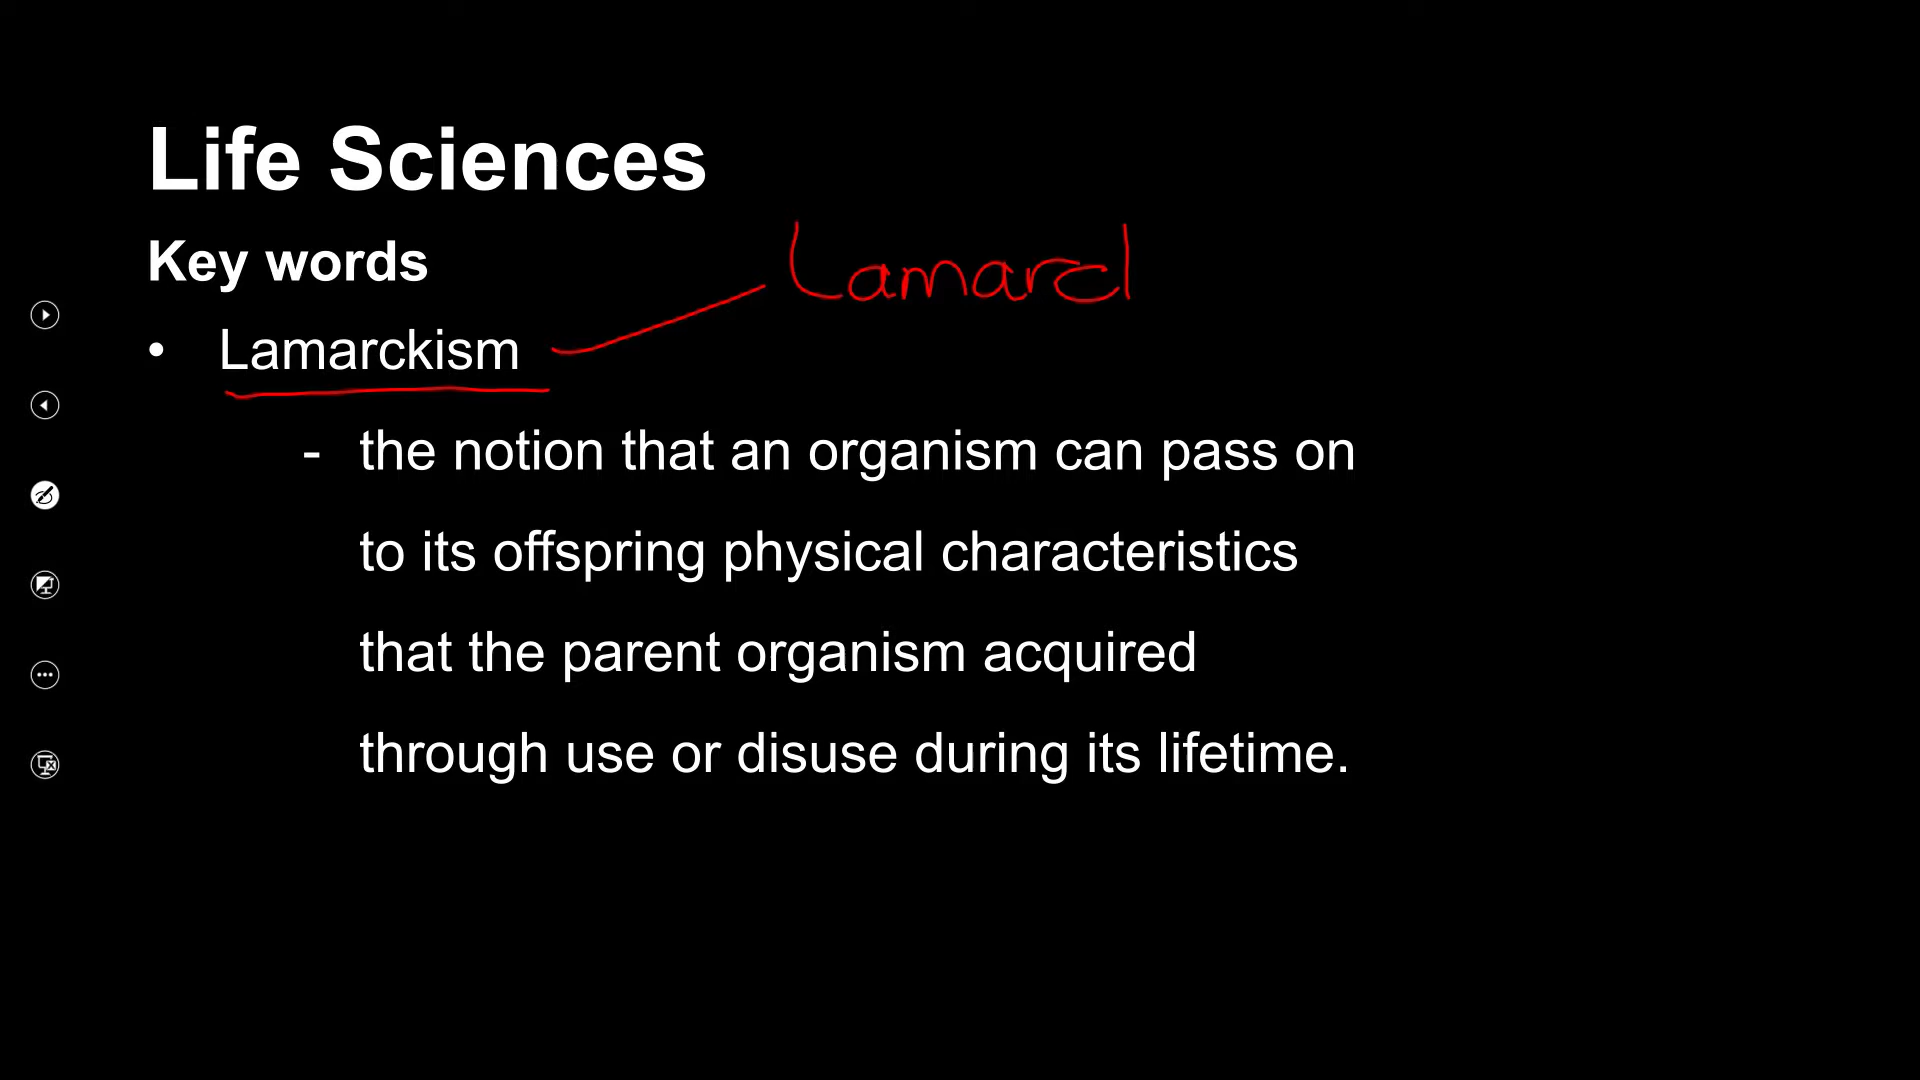 Life Sciences
Key words
Lamarcl
• Lamarckism
- the notion that an organism can pass on
to its offspring physical characteristics
that the parent organism acquired
through use or disuse during its lifetime.